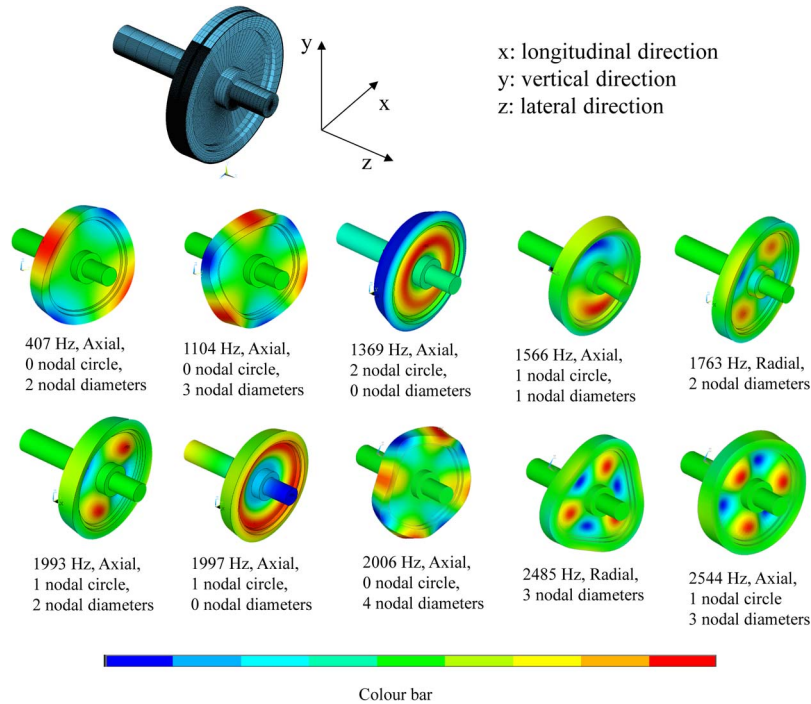 y
x
z
x: longitudinal direction
y: vertical direction
z: lateral direction
407 Hz, Axial,
0 nodal circle,
2 nodal diameters
1104 Hz, Axial,
0 nodal circle,
3 nodal diameters
1369 Hz, Axial,
2 nodal circle,
0 nodal diameters
1566 Hz, Axial,
1 nodal circle,
1 nodal diameters
1763 Hz, Radial,
2 nodal diameters
1993 Hz, Axial,
1 nodal circle,
2 nodal diameters
1997 Hz, Axial,
1 nodal circle,
0 nodal diameters
2006 Hz, Axial,
0 nodal circle,
4 nodal diameters
2485 Hz, Radial,
3 nodal diameters
2544 Hz, Axial,
1 nodal circle
3 nodal diameters
Colour bar